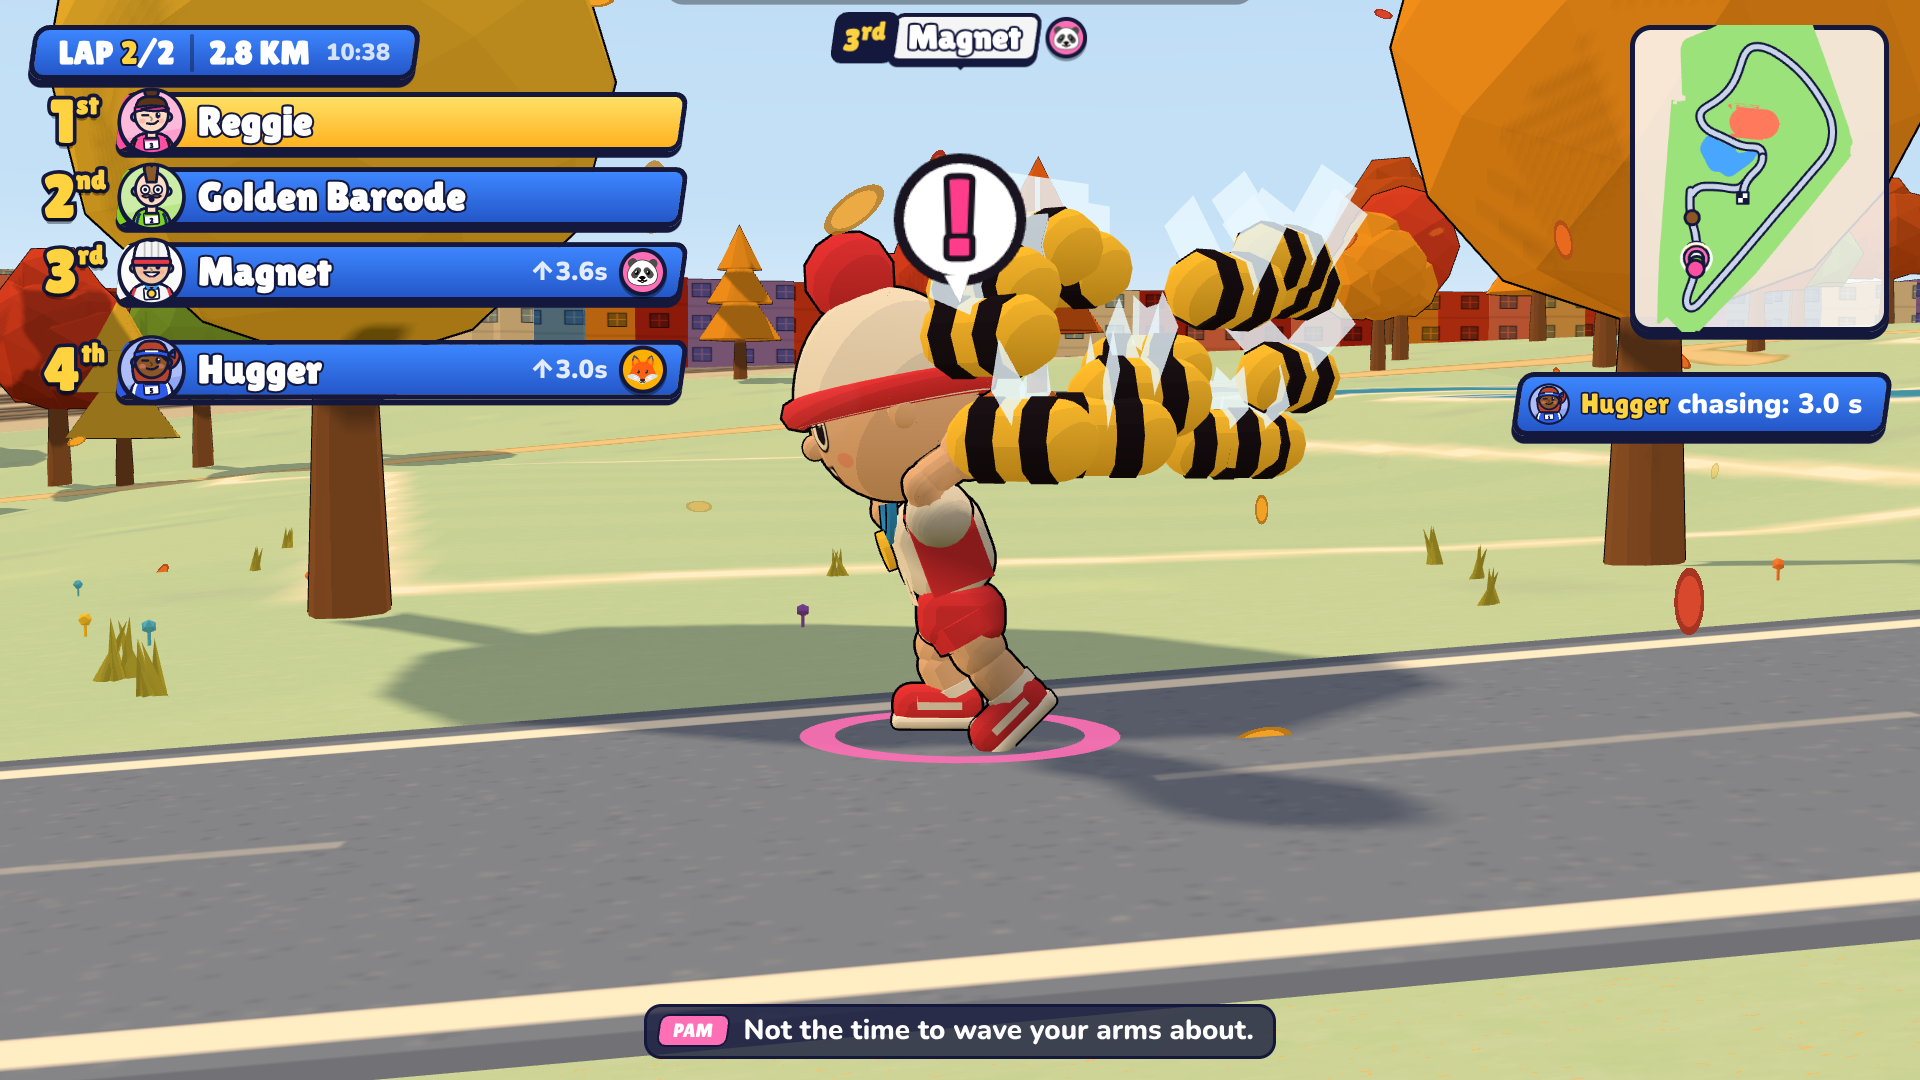 LAP 2/2 2.8 KM 10:38
3rd Magnet
1st Reggie
2nd Golden Barcode
3rd Magnet ↑3.6s
4th Hugger ↑3.0s
Hugger chasing: 3.0 s
!
PAM Not the time to wave your arms about.